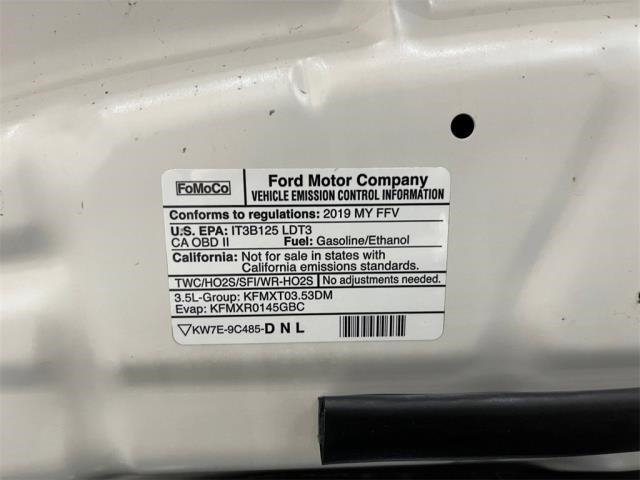 FoMoCo
Ford Motor Company
VEHICLE EMISSION CONTROL INFORMATION
Conforms to regulations: 2019 MY FFV
U.S. EPA: IT3B125 LDT3
CA OBD II Fuel: Gasoline/Ethanol
California: Not for sale in states with
California emissions standards.
TWC/HO2S/SFI/WR-HO2S No adjustments needed.
3.5L-Group: KFMXT03.53DM
Evap: KFMXR0145GBC
KW7E-9C485-DNL